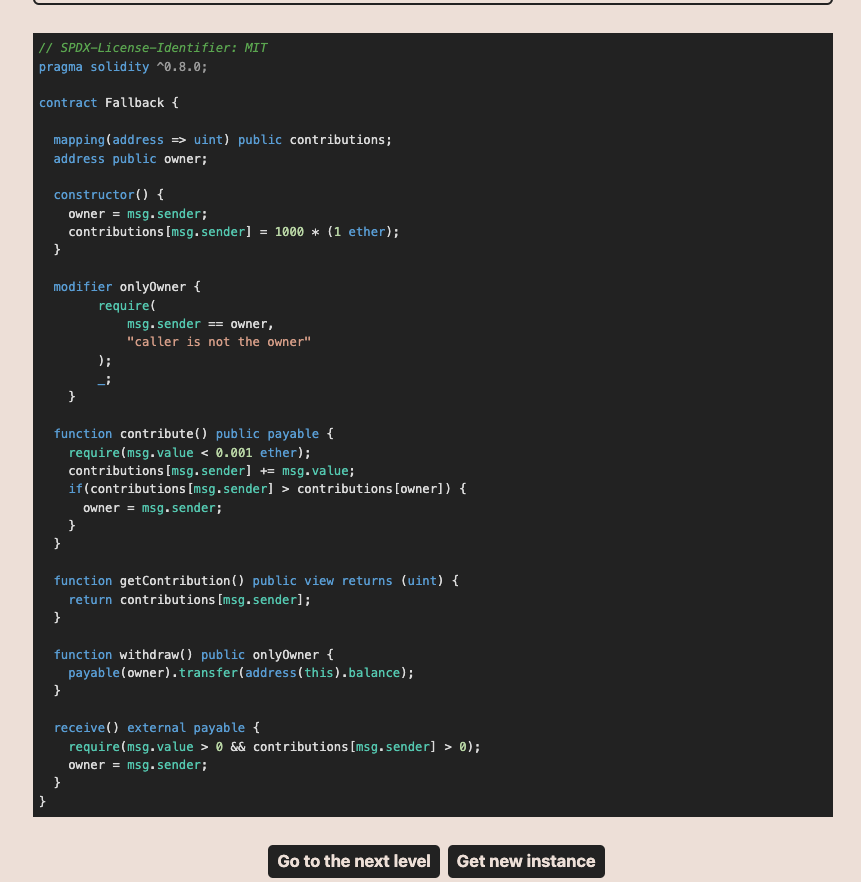 // SPDX-License-Identifier: MIT
pragma solidity ^0.8.0;
contract Fallback {
mapping(address => uint) public contributions;
address public owner;
constructor() {
owner = msg.sender;
contributions[msg.sender] = 1000 * (1 ether);
}
modifier onlyOwner {
require(
msg.sender == owner,
"caller is not the owner"
);
_;
}
function contribute() public payable {
require(msg.value < 0.001 ether);
contributions[msg.sender] += msg.value;
if(contributions[msg.sender] > contributions[owner]) {
owner = msg.sender;
}
}
function getContribution() public view returns (uint) {
return contributions[msg.sender];
}
function withdraw() public onlyOwner {
payable(owner).transfer(address(this).balance);
}
receive() external payable {
require(msg.value > 0 && contributions[msg.sender] > 0);
owner = msg.sender;
}
}
Go to the next level Get new instance